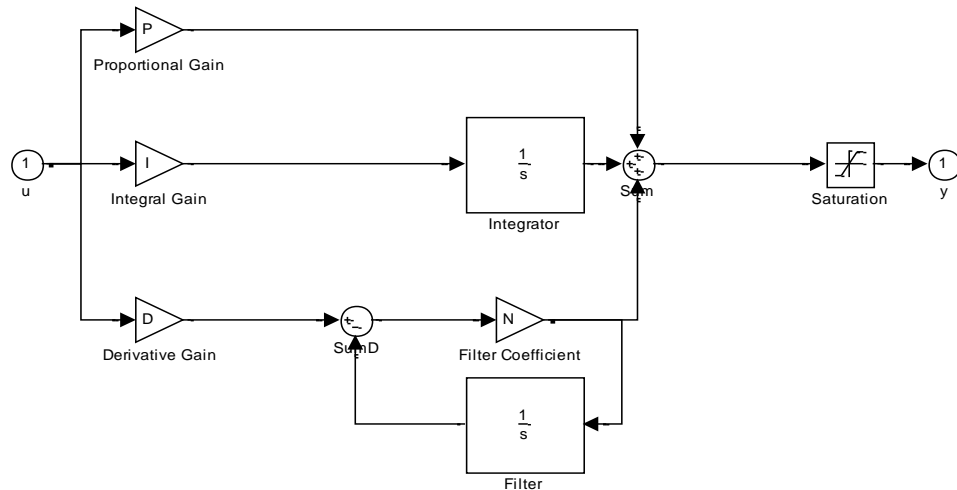 P
Proportional Gain
1
u
I
Integral Gain
1
s
Integrator
+
+
+
Sum
Saturation
1
y
D
Derivative Gain
+
–
SumD
N
Filter Coefficient
1
s
Filter